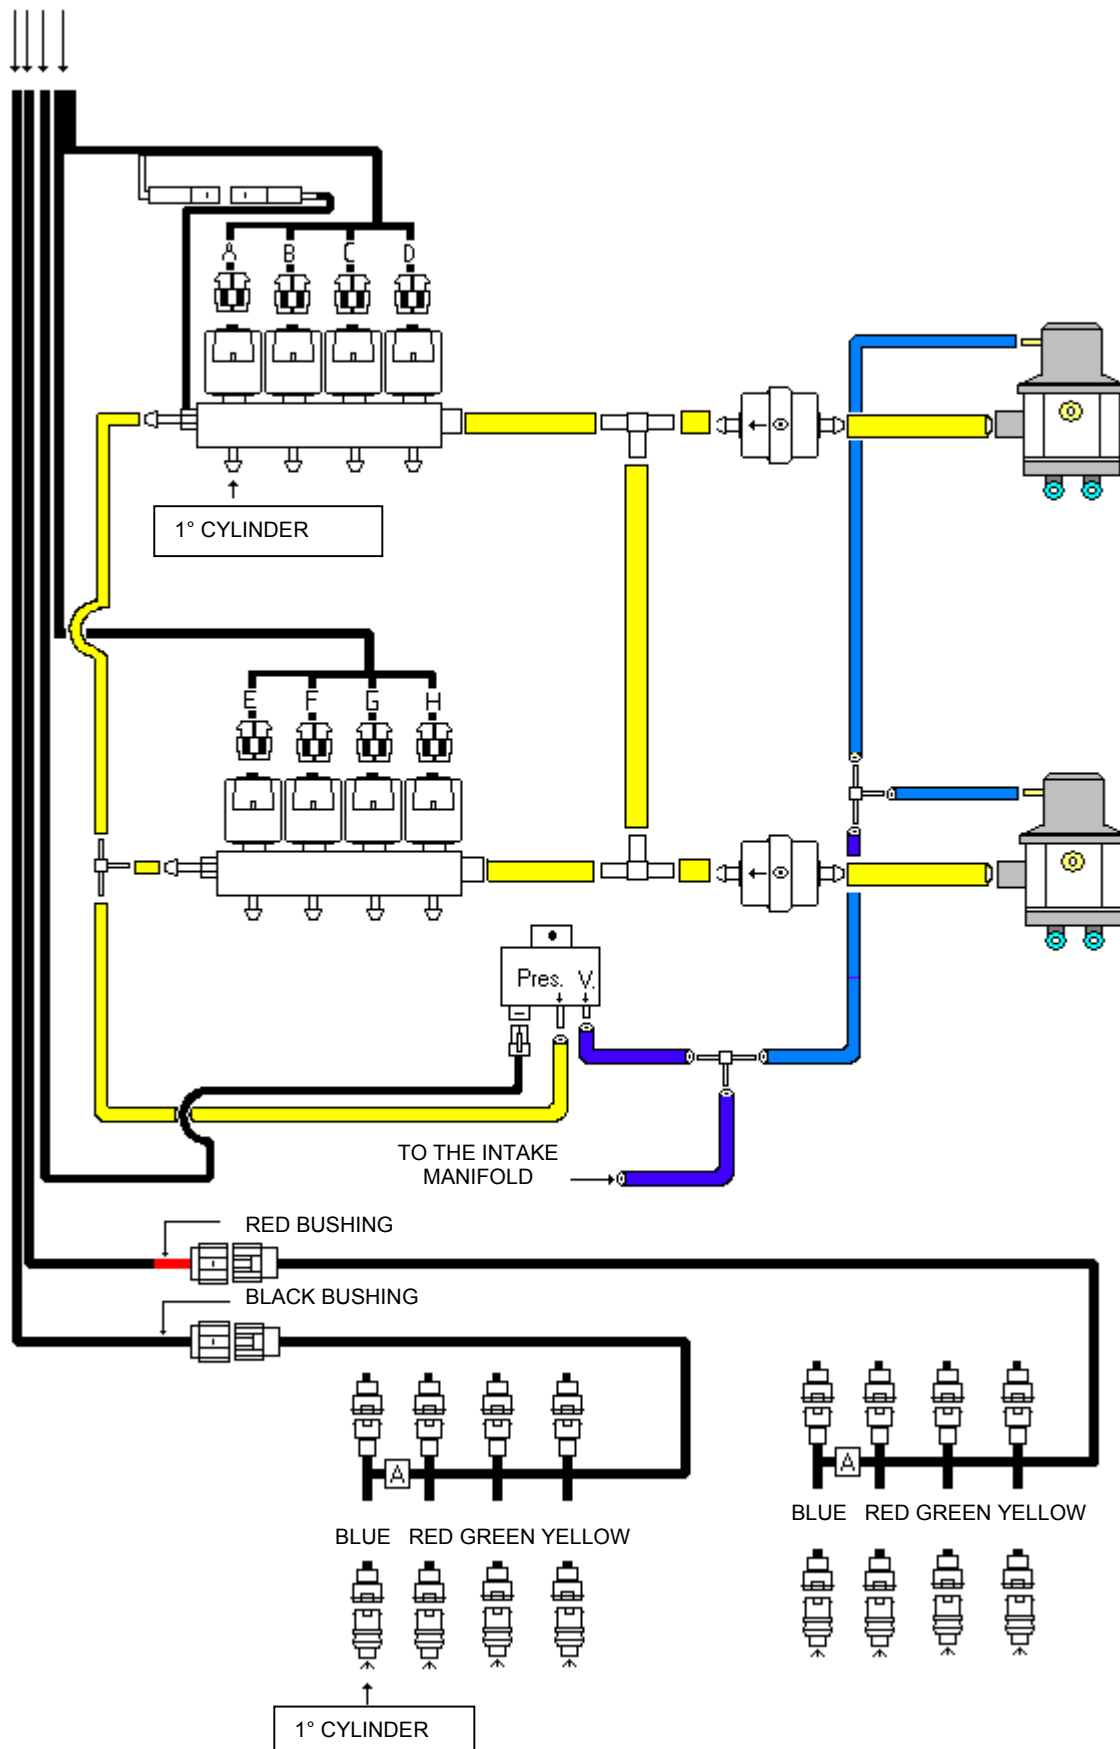 A B C D
1° CYLINDER
E F G H
Pres. V.
TO THE INTAKE
MANIFOLD
RED BUSHING
BLACK BUSHING
A
BLUE RED GREEN YELLOW
A
BLUE RED GREEN YELLOW
1° CYLINDER